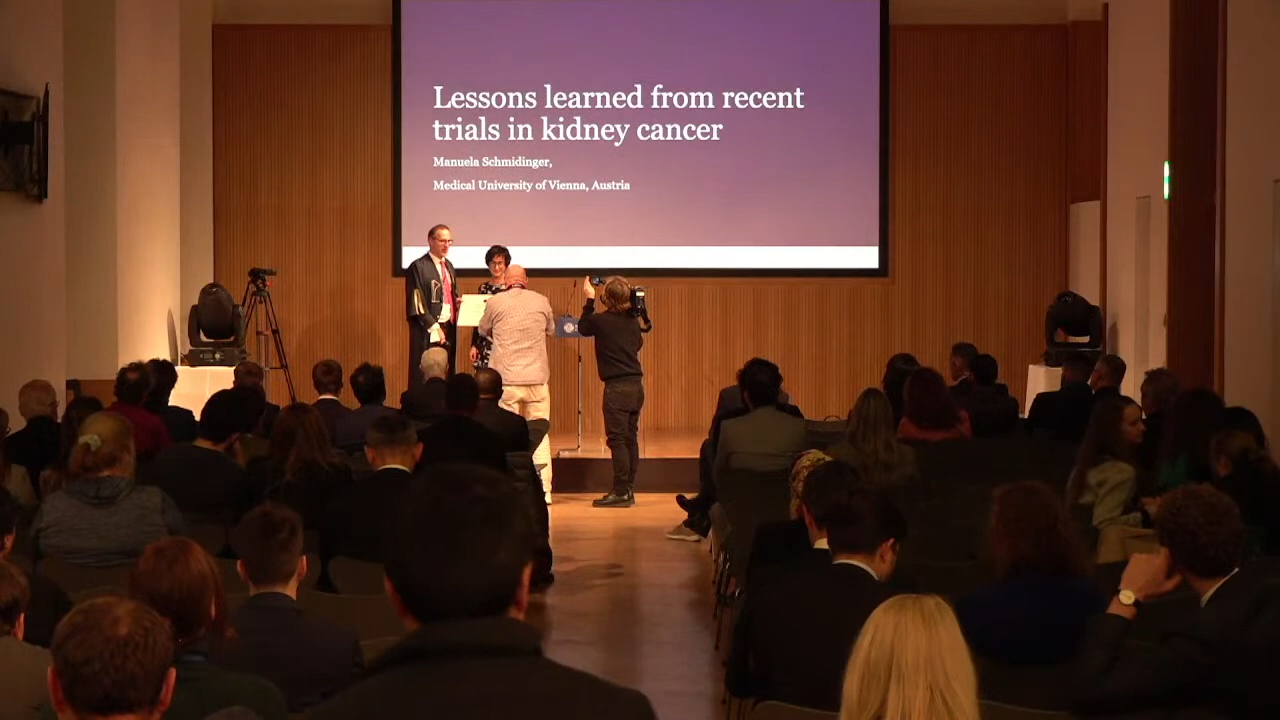 Lessons learned from recent
trials in kidney cancer
Manuela Schmidinger,
Medical University of Vienna, Austria